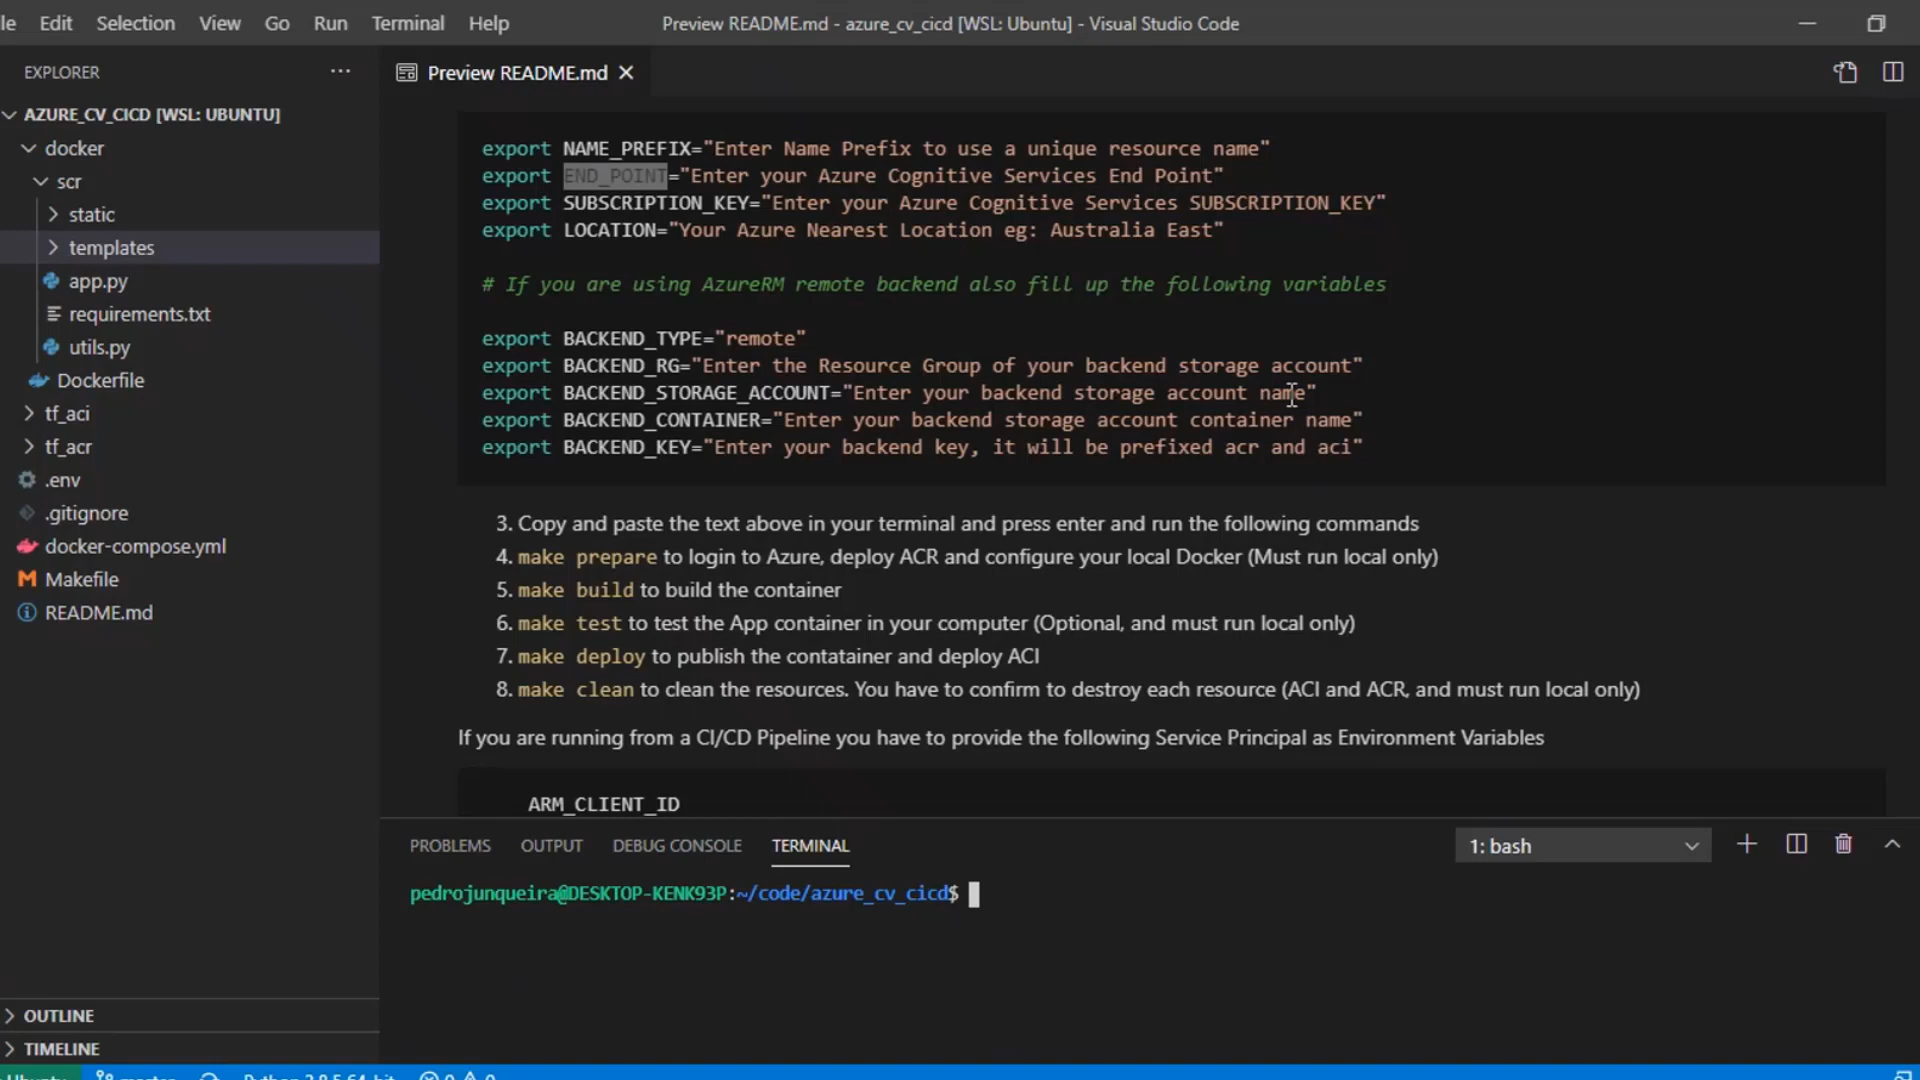 le Edit Selection View Go Run Terminal Help Preview README.md - azure_cv_cicd [WSL: Ubuntu] - Visual Studio Code
EXPLORER
AZURE_CV_CICD [WSL: UBUNTU]
docker
scr
static
templates
app.py
requirements.txt
utils.py
Dockerfile
tf_aci
tf_acr
.env
.gitignore
docker-compose.yml
Makefile
README.md
OUTLINE
TIMELINE
Preview README.md
export NAME_PREFIX="Enter Name Prefix to use a unique resource name"
export END_POINT="Enter your Azure Cognitive Services End Point"
export SUBSCRIPTION_KEY="Enter your Azure Cognitive Services SUBSCRIPTION_KEY"
export LOCATION="Your Azure Nearest Location eg: Australia East"
# If you are using AzureRM remote backend also fill up the following variables
export BACKEND_TYPE="remote"
export BACKEND_RG="Enter the Resource Group of your backend storage account"
export BACKEND_STORAGE_ACCOUNT="Enter your backend storage account name"
export BACKEND_CONTAINER="Enter your backend storage account container name"
export BACKEND_KEY="Enter your backend key, it will be prefixed acr and aci"
3. Copy and paste the text above in your terminal and press enter and run the following commands
4. make prepare to login to Azure, deploy ACR and configure your local Docker (Must run local only)
5. make build to build the container
6. make test to test the App container in your computer (Optional, and must run local only)
7. make deploy to publish the contatainer and deploy ACI
8. make clean to clean the resources. You have to confirm to destroy each resource (ACI and ACR, and must run local only)
If you are running from a CI/CD Pipeline you have to provide the following Service Principal as Environment Variables
ARM_CLIENT_ID
PROBLEMS OUTPUT DEBUG CONSOLE TERMINAL 1: bash
pedrojunqueira@DESKTOP-KENK93P:~/code/azure_cv_cicd$
Ubuntu master Python 3.8.5 64-bit 0 0